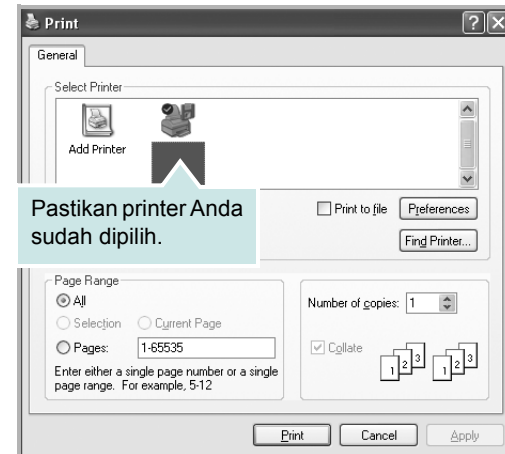 Print
General
Select Printer
Add Printer
Pastikan printer Anda
sudah dipilih.
Print to file
Preferences
Find Printer...
Page Range
All
Selection
Current Page
Pages:
1-65535
Enter either a single page number or a single
page range. For example, 5-12
Number of copies: 1
Collate
1 2 3
1 2 3
Print
Cancel
Apply